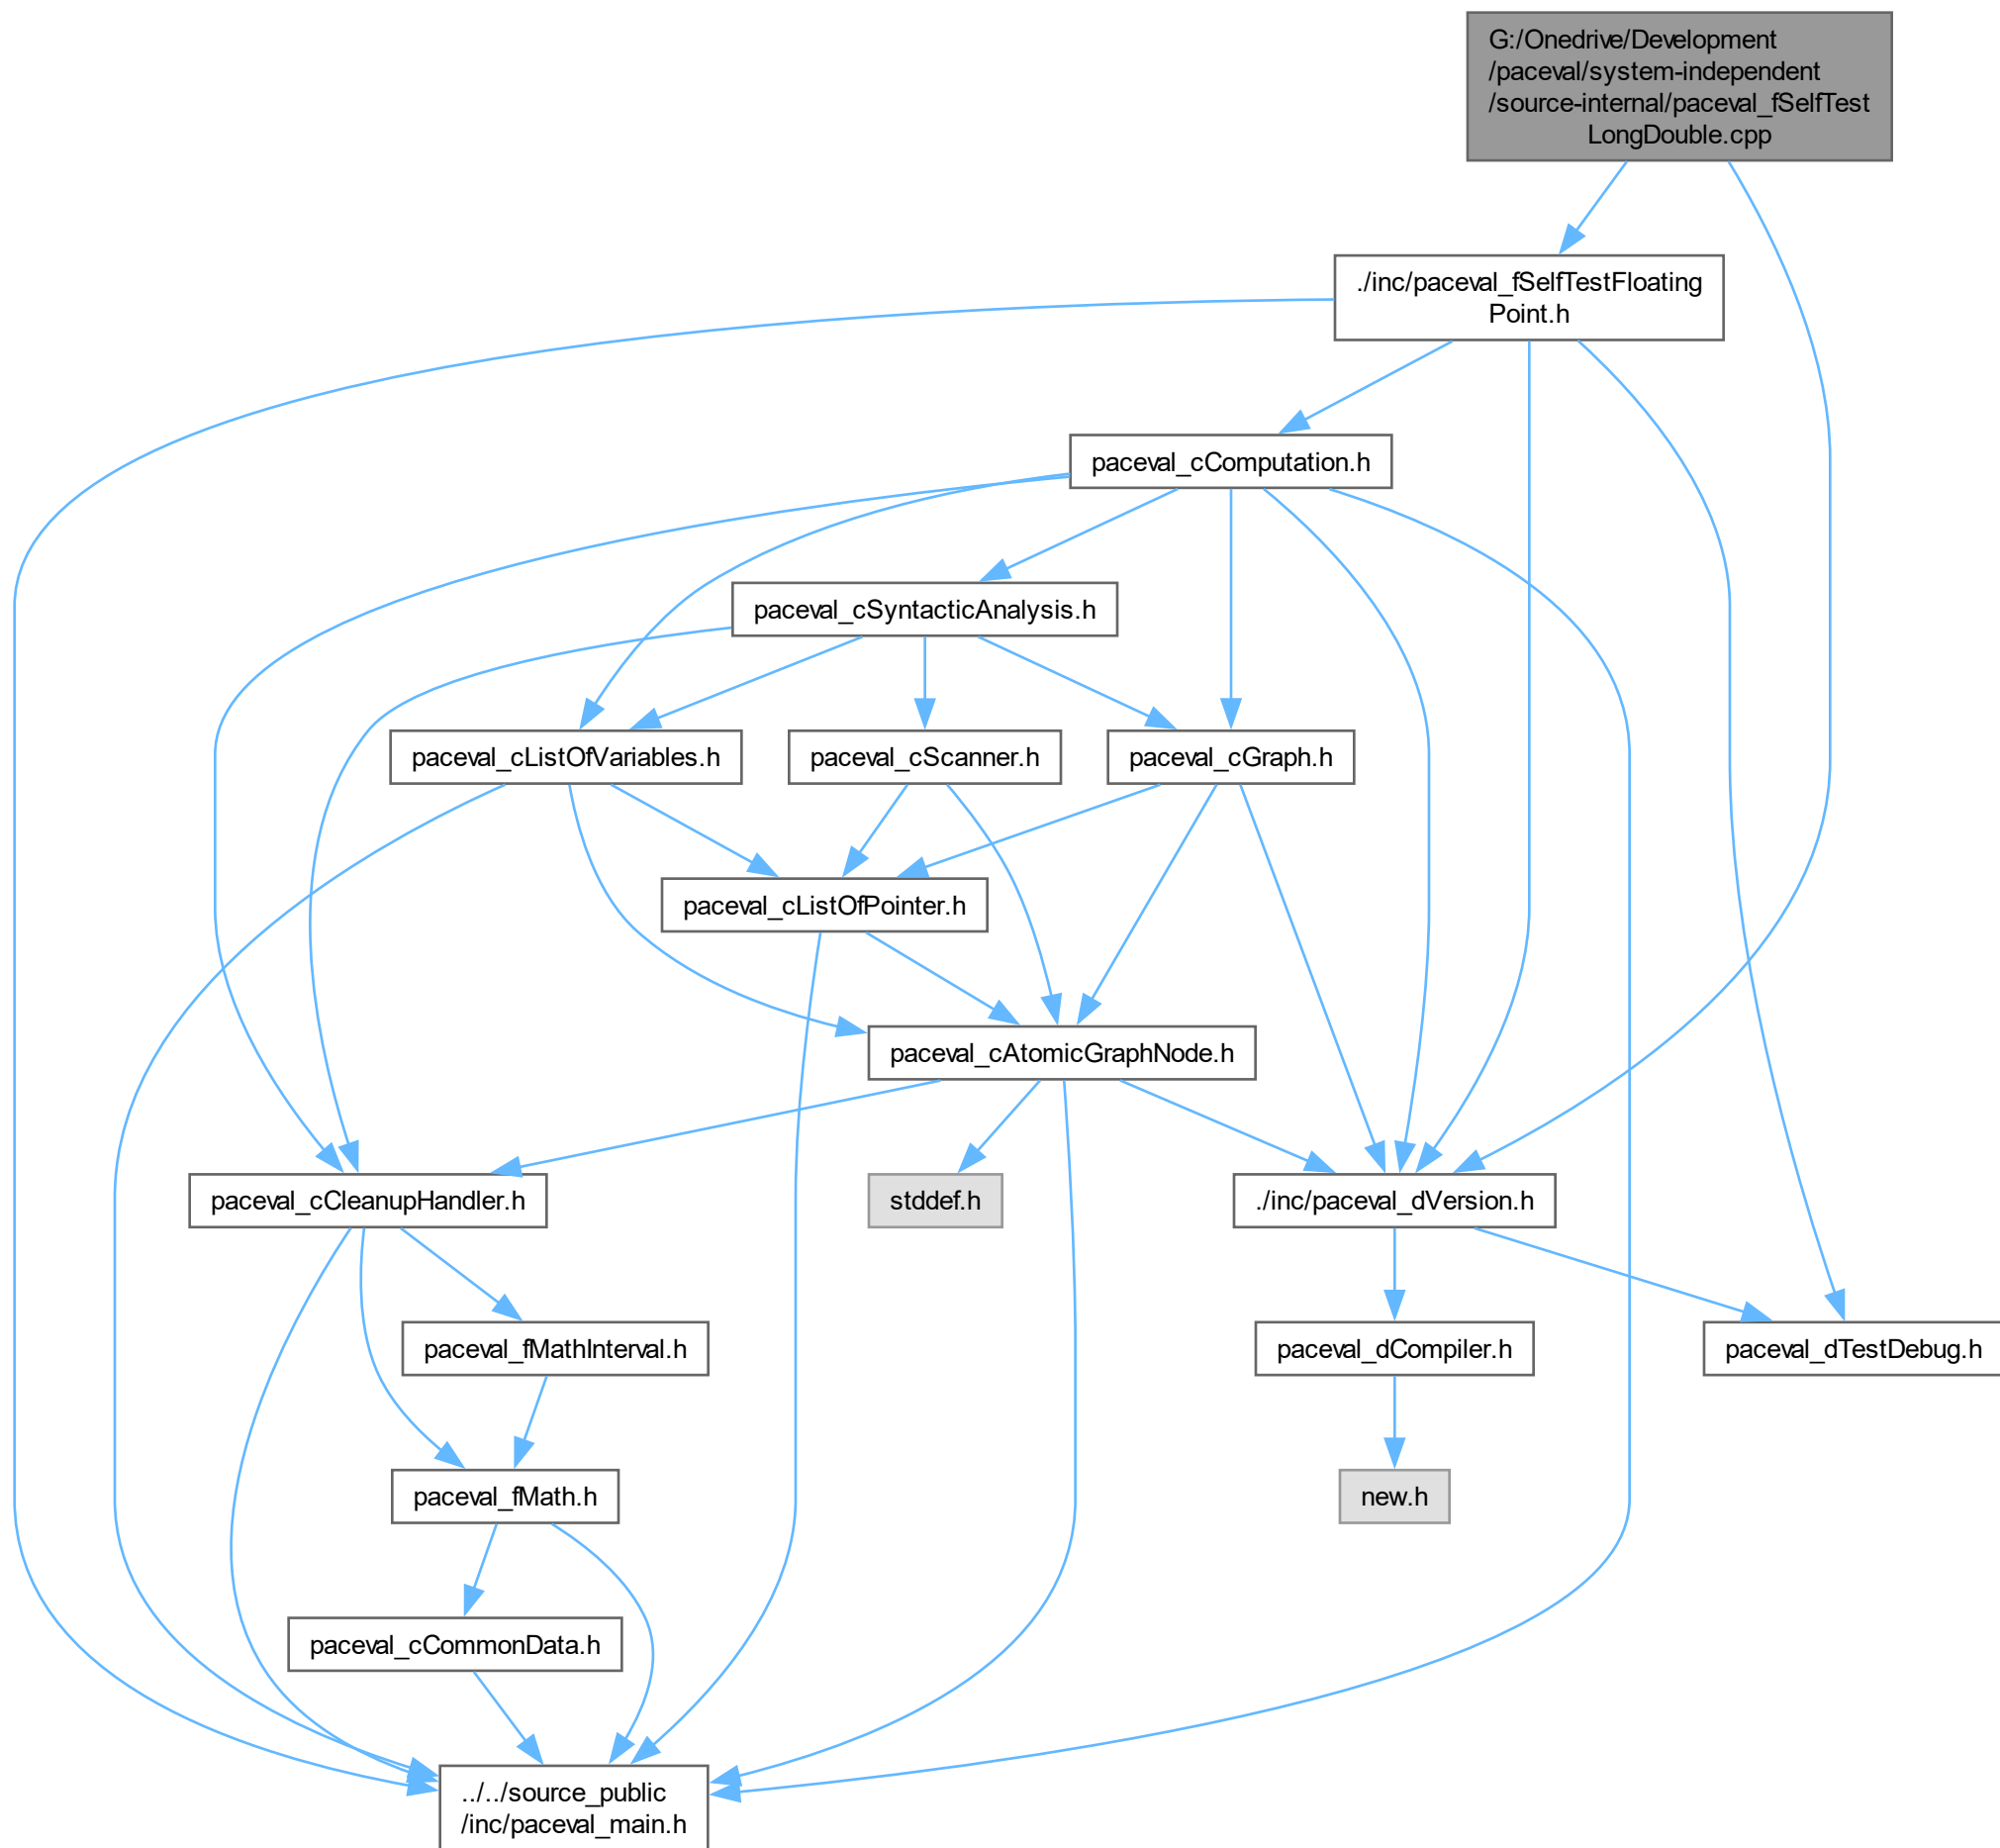 G:/Onedrive/Development
/paceval/system-independent
/source-internal/paceval_fSelfTest
LongDouble.cpp
./inc/paceval_fSelfTestFloating
Point.h
paceval_cComputation.h
paceval_cSyntacticAnalysis.h
paceval_cListOfVariables.h
paceval_cScanner.h
paceval_cGraph.h
paceval_cListOfPointer.h
paceval_cAtomicGraphNode.h
paceval_cCleanupHandler.h
stddef.h
./inc/paceval_dVersion.h
paceval_fMathInterval.h
paceval_dCompiler.h
paceval_dTestDebug.h
paceval_fMath.h
new.h
paceval_cCommonData.h
../../source_public
/inc/paceval_main.h